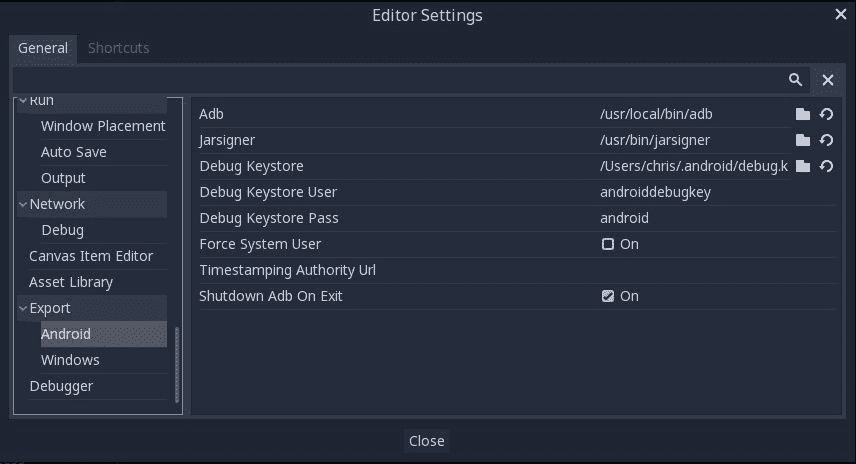 Editor Settings
General Shortcuts
Run
Window Placement
Auto Save
Output
Network
Debug
Canvas Item Editor
Asset Library
Export
Android
Windows
Debugger
Adb /usr/local/bin/adb
Jarsigner /usr/bin/jarsigner
Debug Keystore /Users/chris/.android/debug.k
Debug Keystore User androiddebugkey
Debug Keystore Pass android
Force System User On
Timestamping Authority Url
Shutdown Adb On Exit On
Close